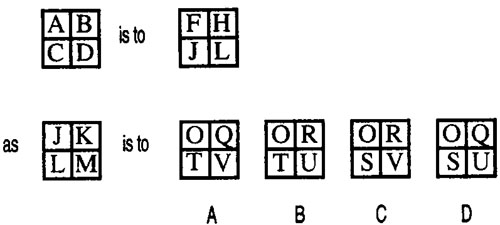 A B is to F H
C D J L
as J K is to O Q O R O R O Q
L M T V T U S V S U
A B C D